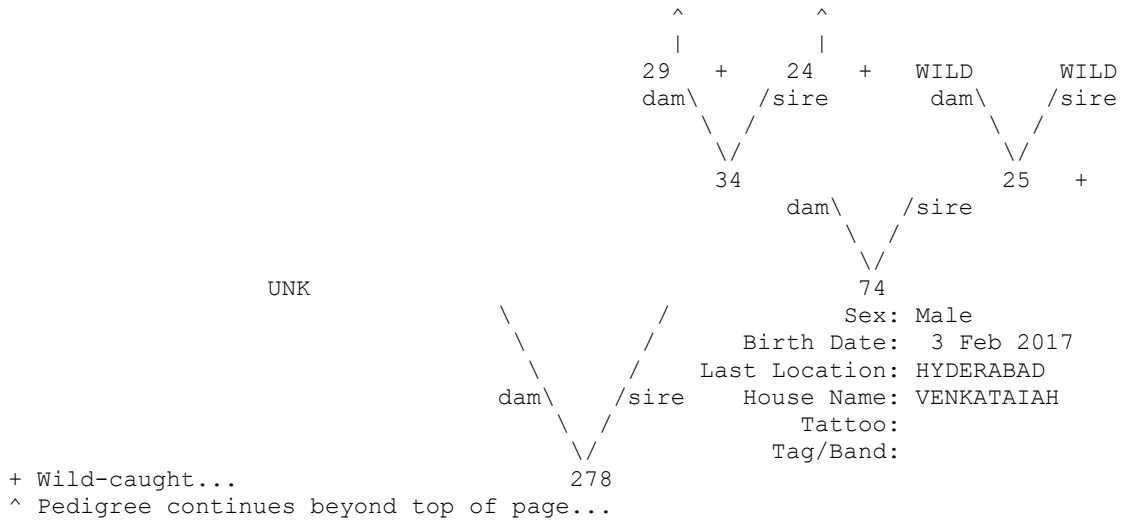 ^ ^
| |
29 + 24 + WILD WILD
dam\ /sire dam\ /sire
\ / \ /
\/ \/
34 25 +
dam\ /sire
\ /
\/
UNK 74
\ / Sex: Male
\ / Birth Date: 3 Feb 2017
\ / Last Location: HYDERABAD
dam\ /sire House Name: VENKATAIAH
\ / Tattoo:
\/ Tag/Band:
+ Wild-caught... 278
^ Pedigree continues beyond top of page...